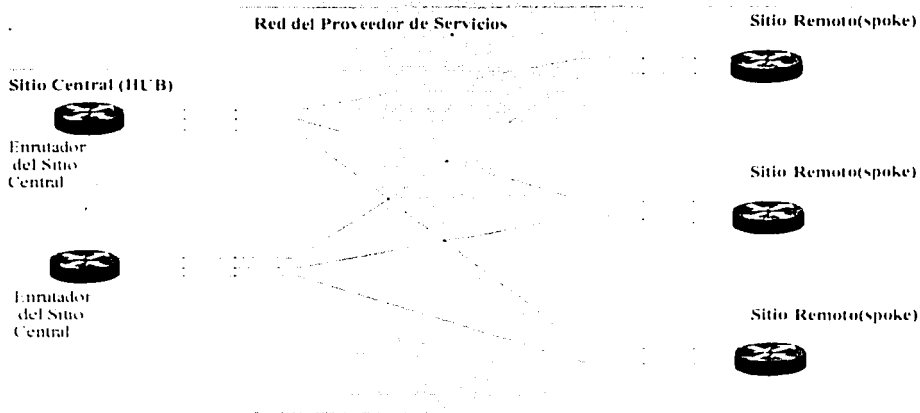 Red del Proveedor de Servicios
Sitio Remoto(spoke)
Sitio Central (HUB)
Enrutador
del Sitio
Central
Sitio Remoto(spoke)
Enrutador
del Sitio
Central
Sitio Remoto(spoke)